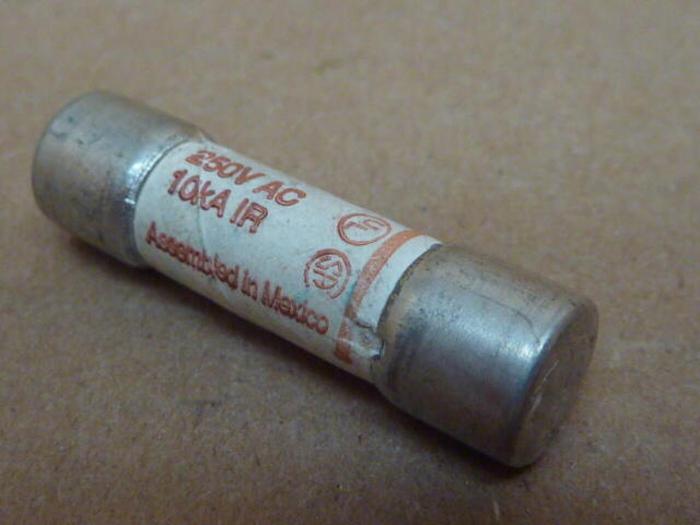 250V AC
10kA IR
Assembled in Mexico